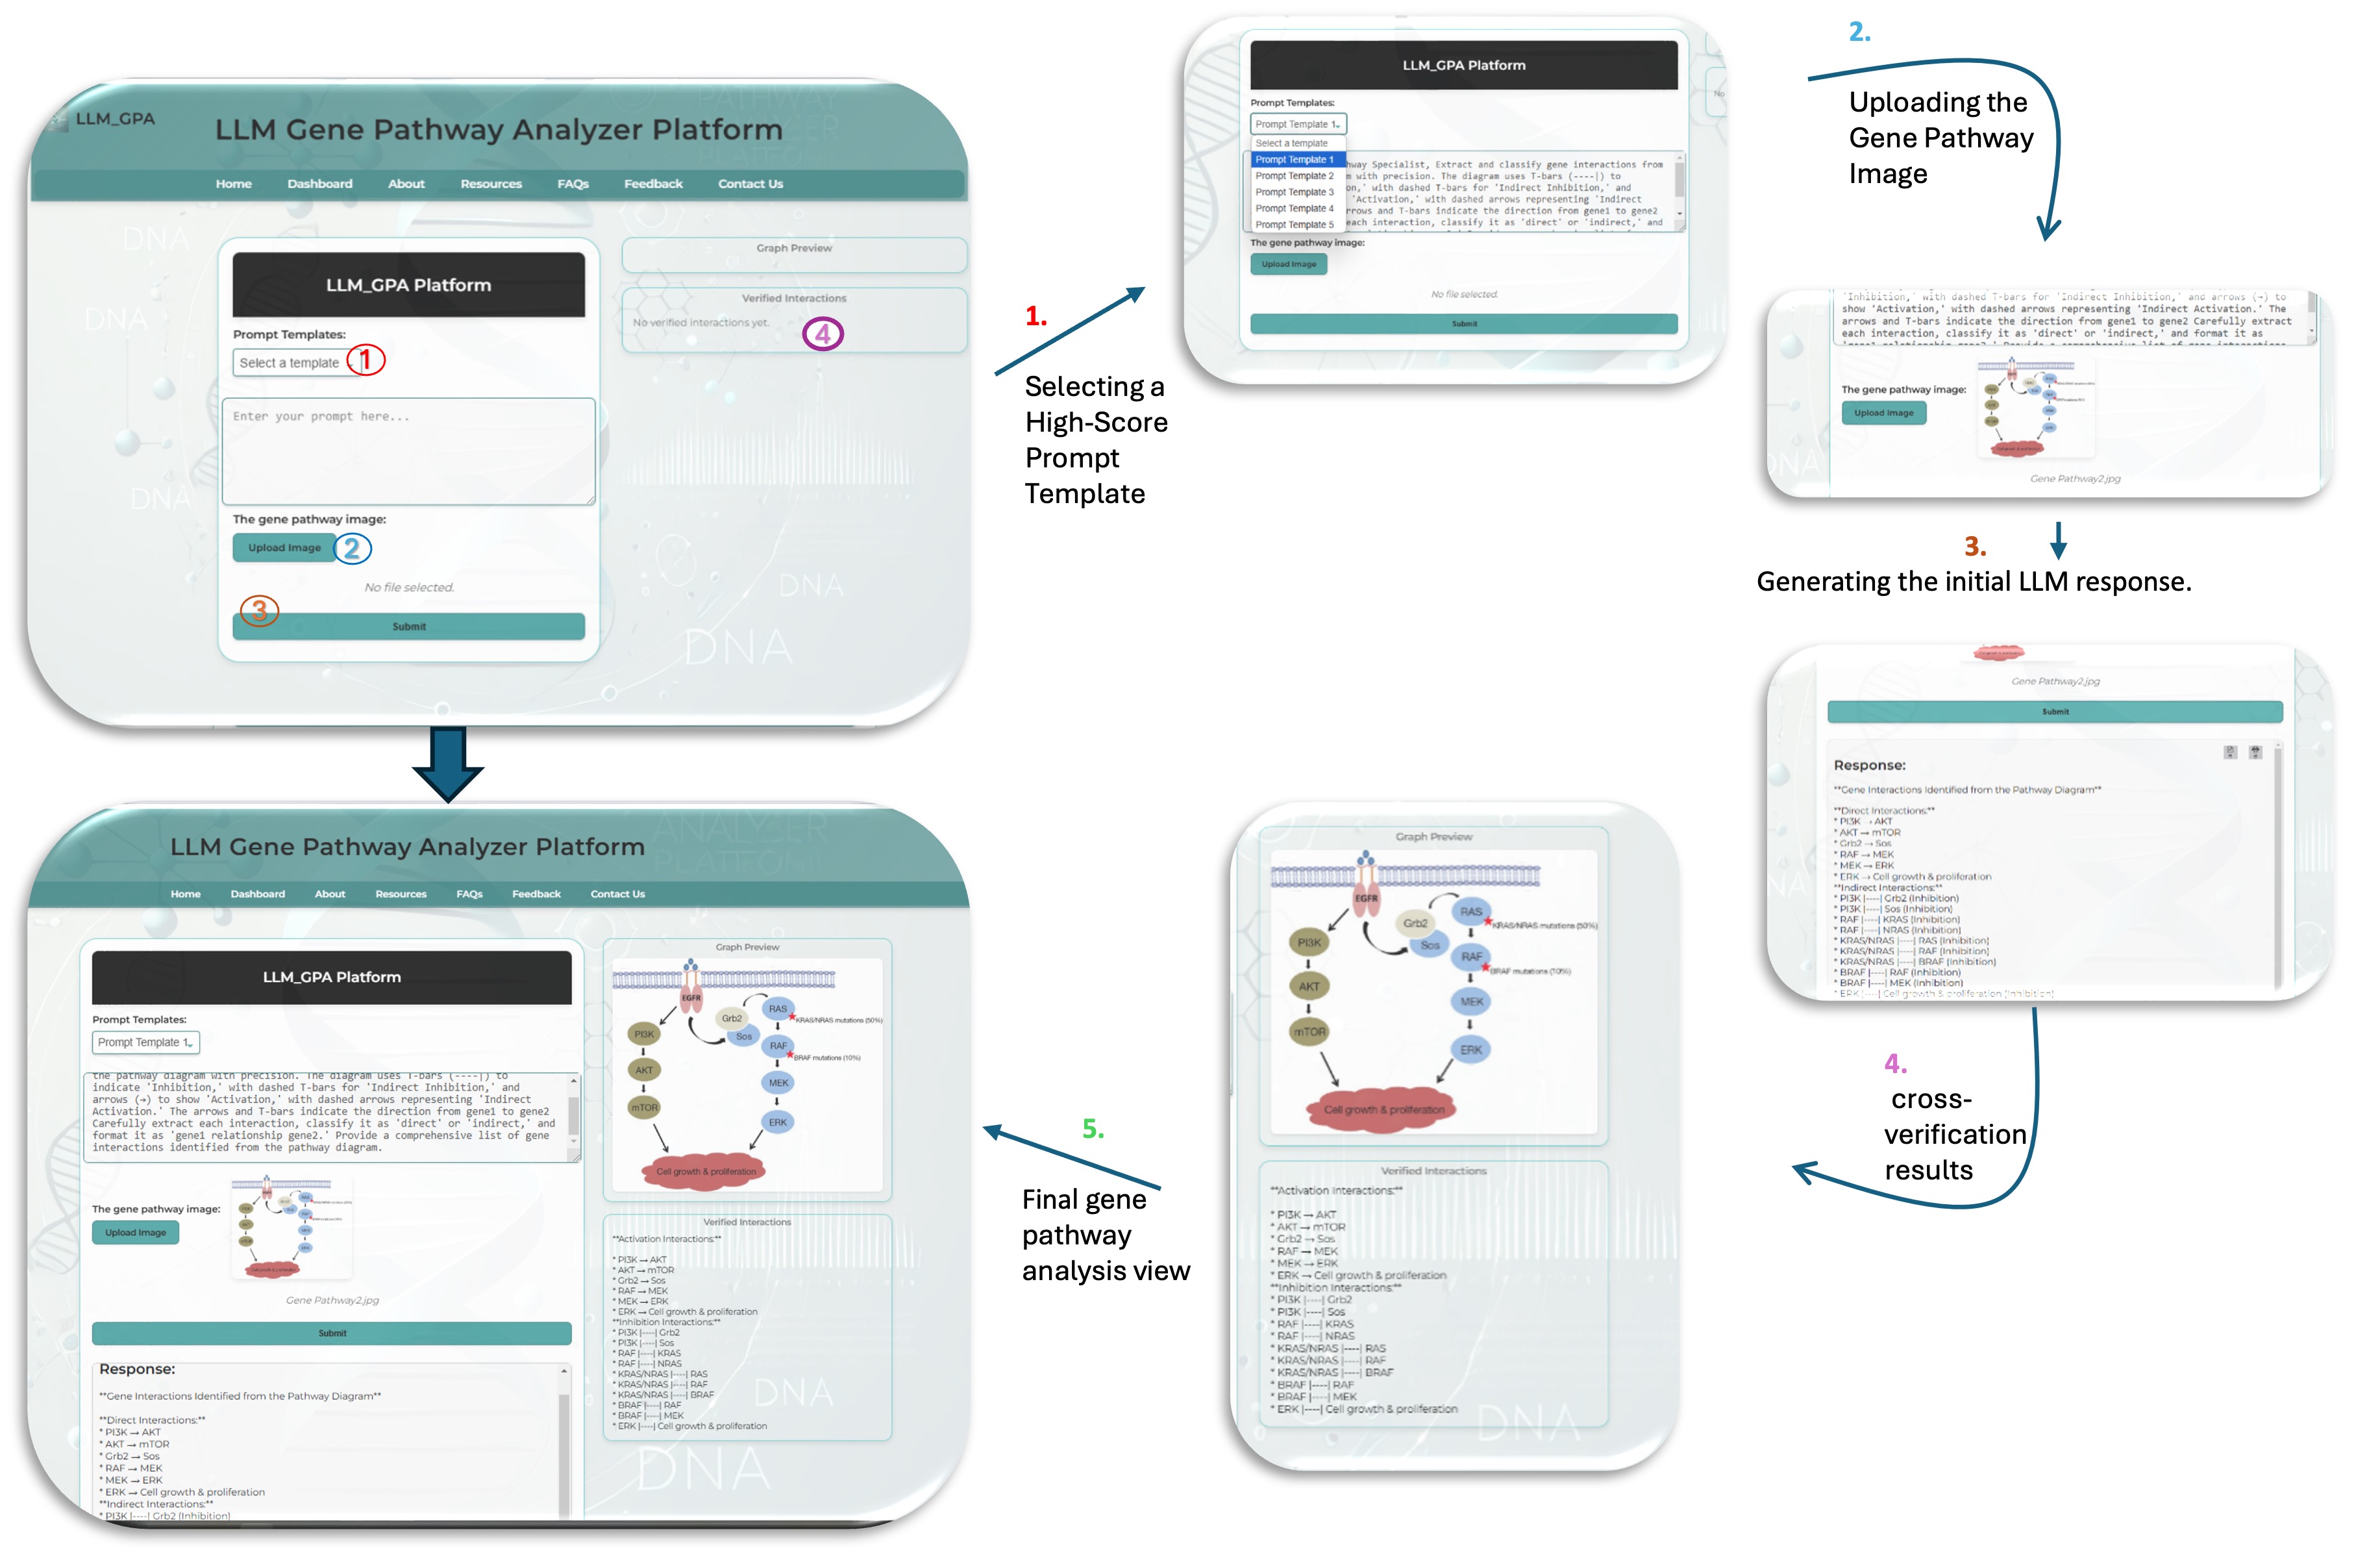 LLM_GPA
LLM Gene Pathway Analyzer Platform
Home Dashboard About Resources FAQs Feedback Contact Us
LLM_GPA Platform
Prompt Templates:
Select a template
1
Enter your prompt here...
The gene pathway image:
Upload Image
2
No file selected.
3
Submit
Graph Preview
Verified Interactions
No verified interactions yet.
4
PATHWAY
DNA
DNA
DNA
DNA
DNA
1.
Selecting a
High-Score
Prompt
Template
LLM_GPA Platform
Prompt Templates:
Prompt Template 1
Select a template
Prompt Template 1
Prompt Template 2
Prompt Template 3
Prompt Template 4
Prompt Template 5
way Specialist, Extract and classify gene interactions from
m with precision. The diagram uses T-bars (----|) to
on,' with dashed T-bars for 'Indirect Inhibition,' and
'Activation,' with dashed arrows representing 'Indirect
rrows and T-bars indicate the direction from gene1 to gene2
each interaction, classify it as 'direct' or 'indirect,' and
The gene pathway image:
Upload Image
No file selected.
Submit
No
2.
Uploading the
Gene Pathway
Image
'Inhibition,' with dashed T-bars for 'Indirect Inhibition,' and arrows (→) to
show 'Activation,' with dashed arrows representing 'Indirect Activation.' The
arrows and T-bars indicate the direction from gene1 to gene2 Carefully extract
each interaction, classify it as 'direct' or 'indirect, and format it as
The gene pathway image:
Upload Image
Gene Pathway2.jpg
3.
Generating the initial LLM response.
Gene Pathway2.jpg
Submit
Response:
**Gene Interactions Identified from the Pathway Diagram**
**Direct Interactions:**
* PI3K → AKT
* AKT → mTOR
* Grb2 → Sos
* RAF → MEK
* MEK → ERK
* ERK → Cell growth & proliferation
**Indirect Interactions:**
* PI3K |----| Grb2 (Inhibition)
* PI3K |----| Sos (Inhibition)
* RAF |----| KRAS (Inhibition)
* RAF |----| NRAS (Inhibition)
* KRAS/NRAS |----| RAS (Inhibition)
* KRAS/NRAS |----| RAF (Inhibition)
* KRAS/NRAS |----| BRAF (Inhibition)
* BRAF |----| RAF (Inhibition)
* BRAF |----| MEK (Inhibition)
* ERK |----| Cell growth & proliferation (Inhibition)
4.
cross-
verification
results
Graph Preview
EGFR
Grb2
Sos
RAS
KRAS/NRAS mutations (50%)
PI3K
RAF
BRAF mutations (10%)
AKT
MEK
mTOR
ERK
Cell growth & proliferation
Verified Interactions
**Activation Interactions:**
* PI3K → AKT
* AKT → mTOR
* Grb2 → Sos
* RAF → MEK
* MEK → ERK
* ERK → Cell growth & proliferation
**Inhibition Interactions:**
* PI3K |----| Grb2
* PI3K |----| Sos
* RAF |----| KRAS
* RAF |----| NRAS
* KRAS/NRAS |----| RAS
* KRAS/NRAS |----| RAF
* KRAS/NRAS |----| BRAF
* BRAF |----| RAF
* BRAF |----| MEK
* ERK |----| Cell growth & proliferation
DNA
5.
Final gene
pathway
analysis view
LLM Gene Pathway Analyzer Platform
Home Dashboard About Resources FAQs Feedback Contact Us
LLM_GPA Platform
Prompt Templates:
Prompt Template 1
the pathway diagram with precision. The diagram uses T-bars (----|) to
indicate 'Inhibition,' with dashed T-bars for 'Indirect Inhibition,' and
arrows (→) to show 'Activation,' with dashed arrows representing 'Indirect
Activation.' The arrows and T-bars indicate the direction from gene1 to gene2
Carefully extract each interaction, classify it as 'direct' or 'indirect,' and
format it as 'gene1 relationship gene2.' Provide a comprehensive list of gene
interactions identified from the pathway diagram.
The gene pathway image:
Upload Image
Gene Pathway2.jpg
Submit
Response:
**Gene Interactions Identified from the Pathway Diagram**
**Direct Interactions:**
* PI3K → AKT
* AKT → mTOR
* Grb2 → Sos
* RAF → MEK
* MEK → ERK
* ERK → Cell growth & proliferation
**Indirect Interactions:**
* PI3K |----| Grb2 (Inhibition)
Graph Preview
EGFR
Grb2
Sos
RAS
KRAS/NRAS mutations (50%)
PI3K
RAF
BRAF mutations (10%)
AKT
MEK
mTOR
ERK
Cell growth & proliferation
Verified Interactions
**Activation Interactions:**
* PI3K → AKT
* AKT → mTOR
* Grb2 → Sos
* RAF → MEK
* MEK → ERK
* ERK → Cell growth & proliferation
**Inhibition Interactions:**
* PI3K |----| Grb2
* PI3K |----| Sos
* RAF |----| KRAS
* RAF |----| NRAS
* KRAS/NRAS |----| RAS
* KRAS/NRAS |----| RAF
* KRAS/NRAS |----| BRAF
* BRAF |----| RAF
* BRAF |----| MEK
* ERK |----| Cell growth & proliferation
DNA
DNA